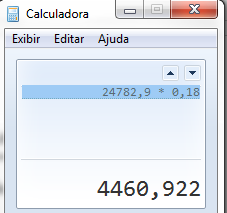 Calculadora
Exibir Editar Ajuda
24782,9 * 0,18
4460,922